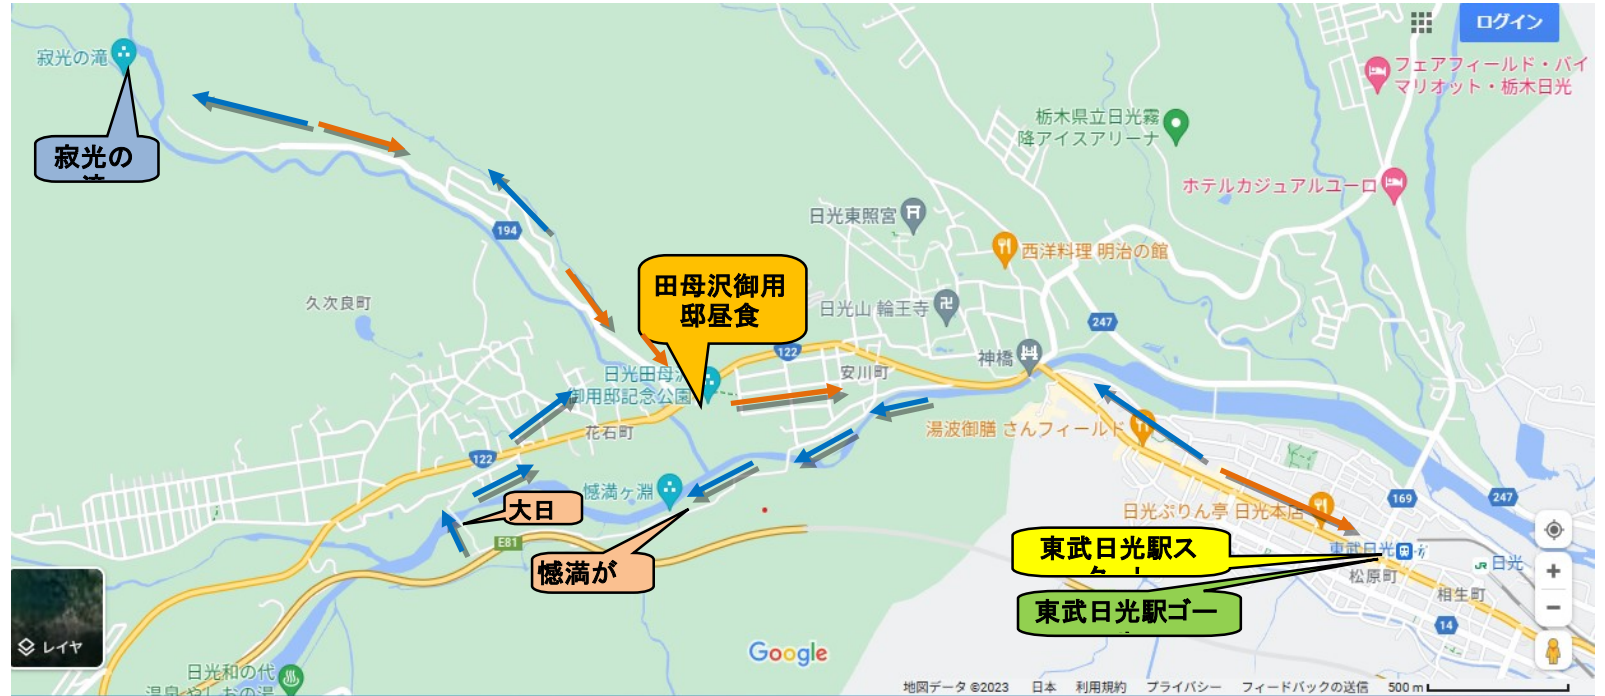 ログイン
寂光の滝
フェアフィールド・バイ
マリオット・栃木日光
寂光の
栃木県立日光霧
降アイスアリーナ
ホテルカジュアルユーロ
日光東照宮
194
西洋料理 明治の館
田母沢御用
邸昼食
久次良町
日光山 輪王寺
247
122
神橋
安川町
日光田母沢
御用邸記念公園
花石町
湯波御膳 さんフィールド
122
憾満ヶ淵
大日
169
247
日光ぷりん亭 日光本店
E81
東武日光駅ス
東武日光
JR 日光
憾満が
松原町
東武日光駅ゴー
相生町
14
レイヤ
Google
日光和の代
温泉 やしおの湯
地図データ ©2023 日本 利用規約 プライバシー フィードバックの送信 500 m